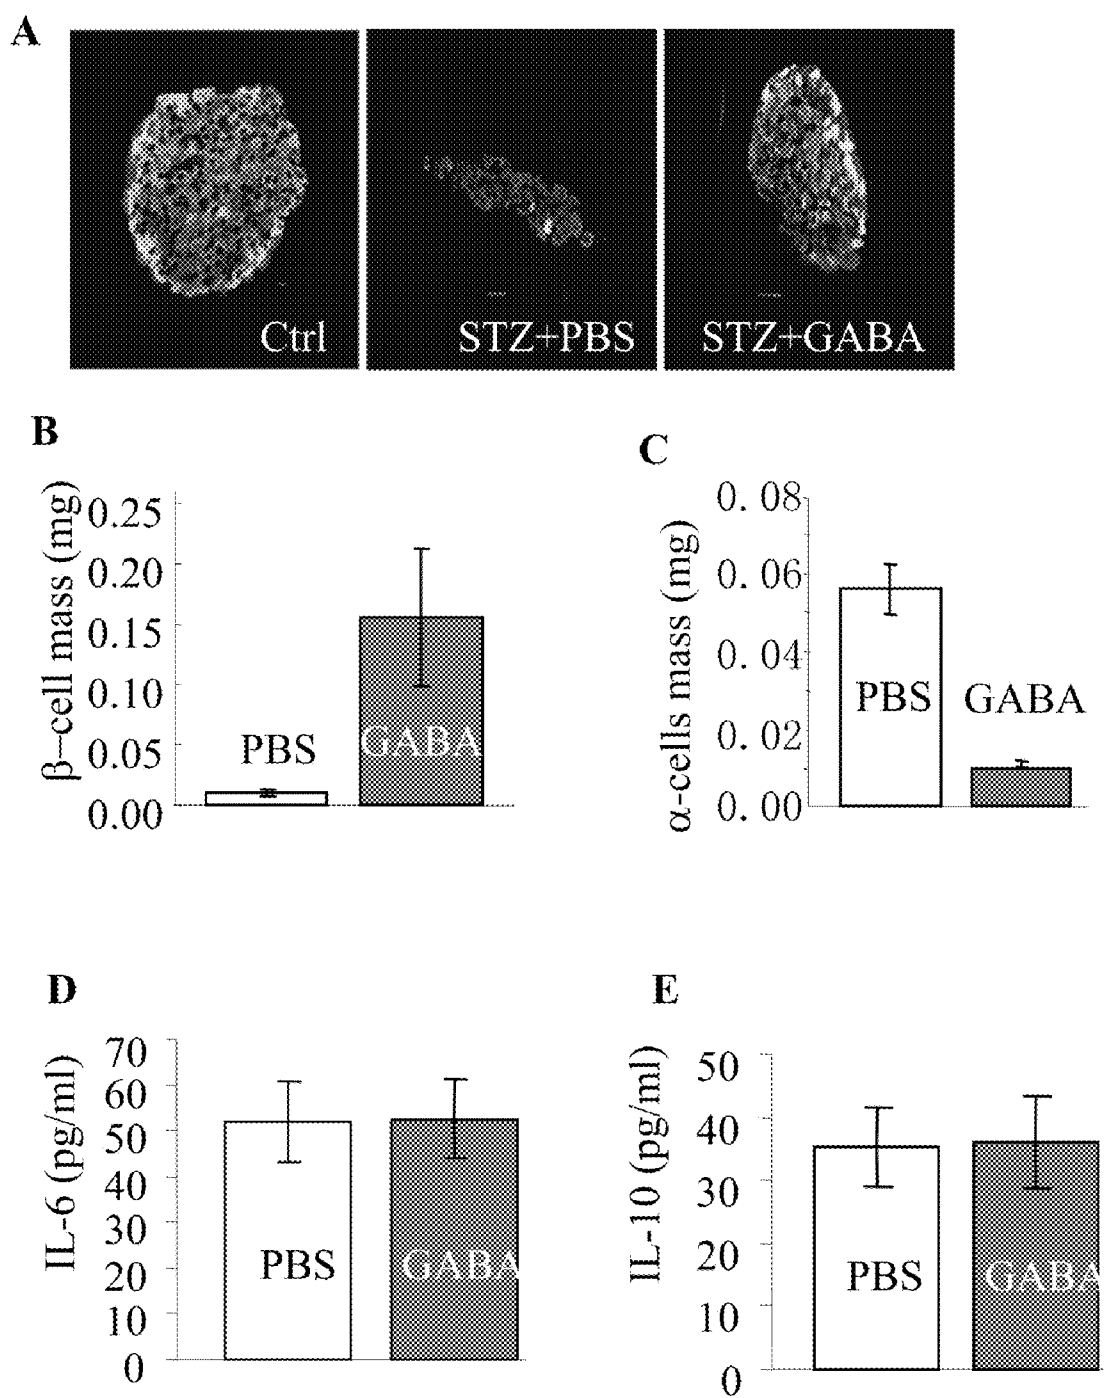 A
Ctrl
STZ+PBS
STZ+GABA
B
β-cell mass (mg)
0.25
0.20
0.15
0.10
0.05
0.00
PBS
GABA
C
α-cells mass (mg)
0.08
0.06
0.04
0.02
0.00
PBS
GABA
D
IL-6 (pg/ml)
70
60
50
40
30
20
10
0
PBS
GABA
E
IL-10 (pg/ml)
50
40
30
20
10
0
PBS
GABA